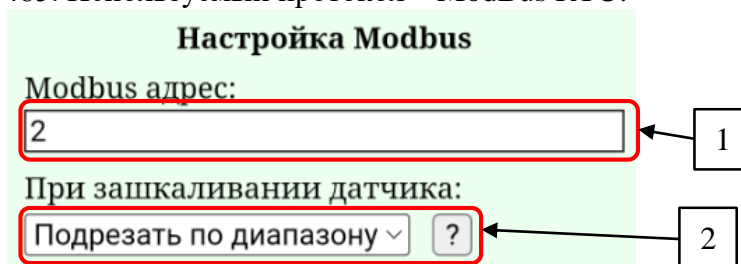 Настройка Modbus
Modbus адрес:
2
1
При зашкаливании датчика:
Подрезать по диапазону ?
2